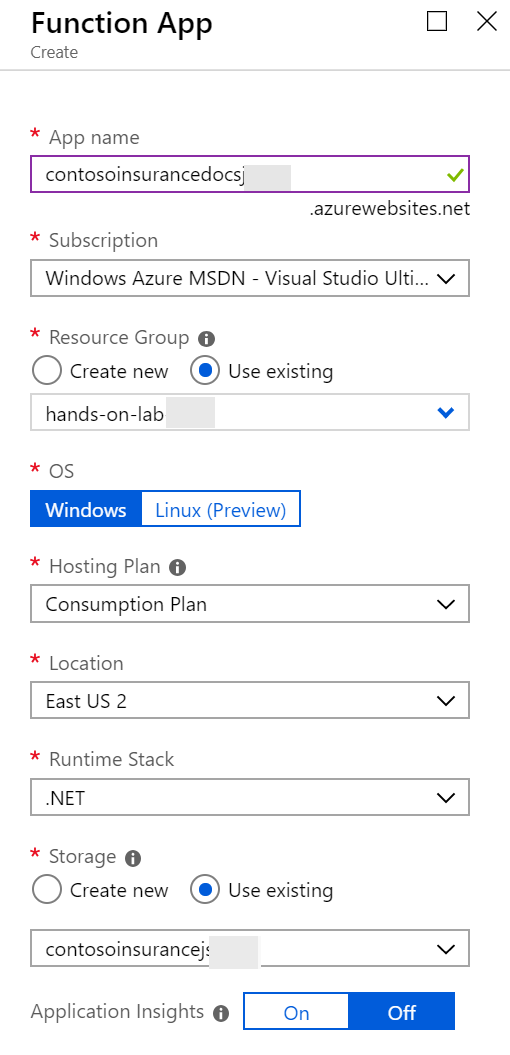 Function App
Create
* App name
contosoinsurancedocsj
.azurewebsites.net
* Subscription
Windows Azure MSDN - Visual Studio Ulti...
* Resource Group
Create new Use existing
hands-on-lab
* OS
Windows Linux (Preview)
* Hosting Plan
Consumption Plan
* Location
East US 2
* Runtime Stack
.NET
* Storage
Create new Use existing
contosoinsurancejs
Application Insights On Off